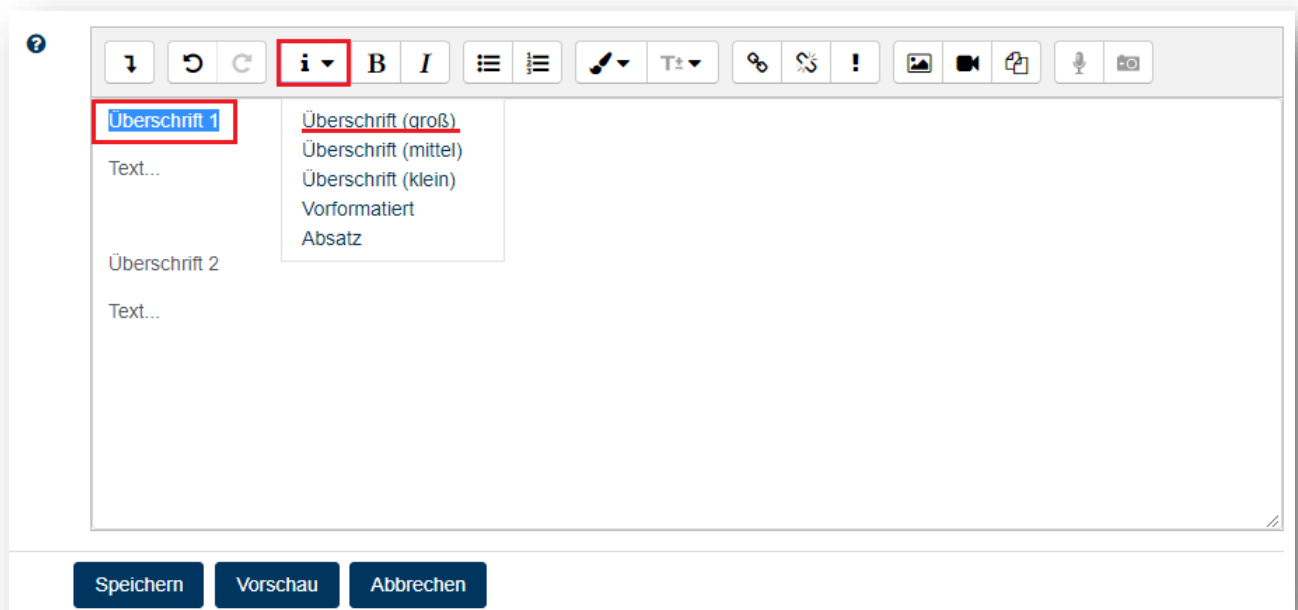 i B I T±
Überschrift 1
Überschrift (groß)
Überschrift (mittel)
Überschrift (klein)
Vorformatiert
Absatz
Text...
Überschrift 2
Text...
Speichern Vorschau Abbrechen